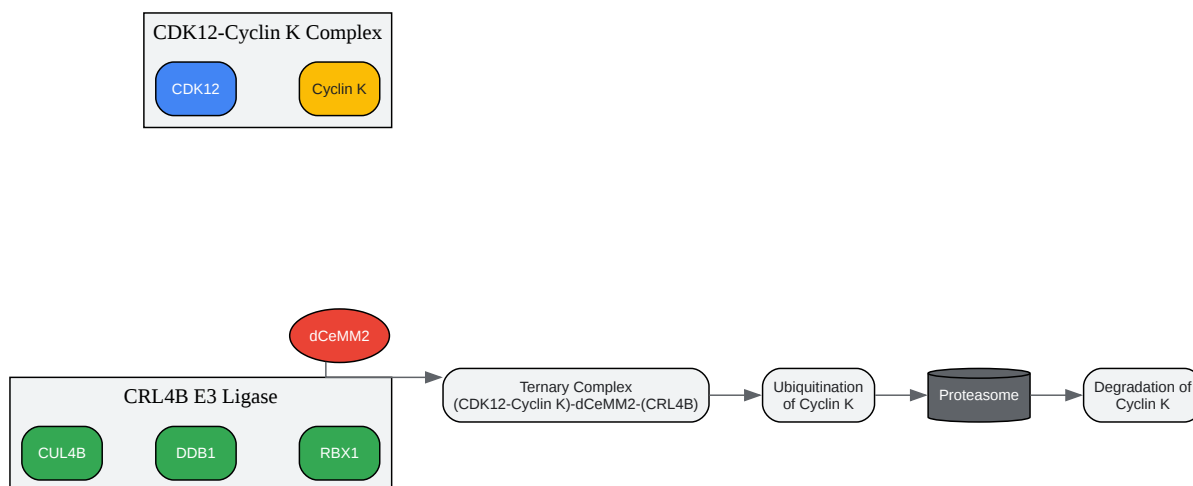 CDK12-Cyclin K Complex
CDK12
Cyclin K
dCeMM2
CRL4B E3 Ligase
CUL4B
DDB1
RBX1
Ternary Complex
(CDK12-Cyclin K)-dCeMM2-(CRL4B)
Ubiquitination
of Cyclin K
Proteasome
Degradation of
Cyclin K